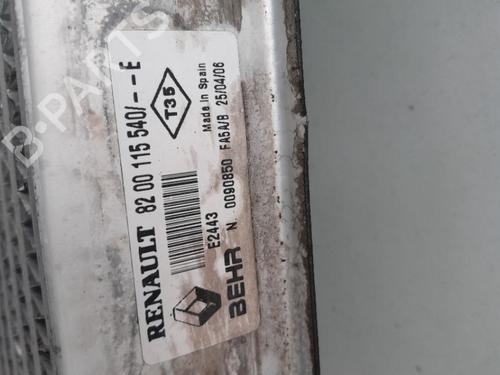 RENAULT 82 00 115 540/---E
T35
E2443
Made in Spain
BEHR N 0090850 FA5A/B 25/04/06
B-PARTS